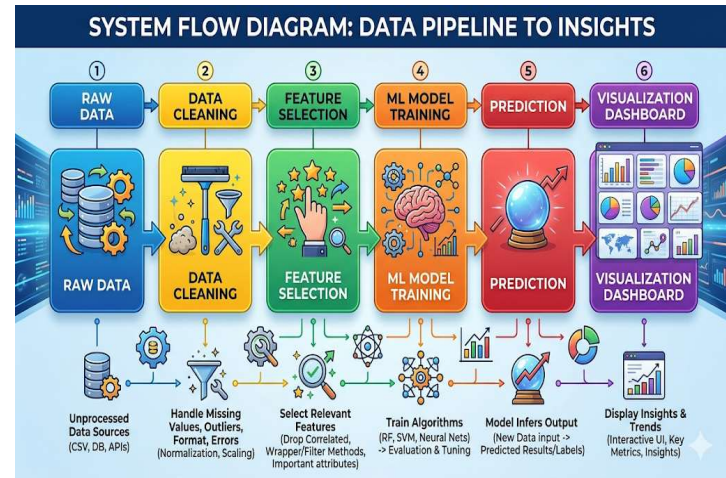 SYSTEM FLOW DIAGRAM: DATA PIPELINE TO INSIGHTS
1
2
3
4
5
6
RAW
DATA
DATA
CLEANING
FEATURE
SELECTION
ML MODEL
TRAINING
PREDICTION
VISUALIZATION
DASHBOARD
RAW DATA
DATA
CLEANING
FEATURE
SELECTION
ML MODEL
TRAINING
PREDICTION
VISUALIZATION
DASHBOARD
Unprocessed
Data Sources
(CSV, DB, APIs)
Handle Missing
Values, Outliers,
Format, Errors
(Normalization, Scaling)
Select Relevant
Features
(Drop Correlated,
Wrapper/Filter Methods,
Important attributes)
Train Algorithms
(RF, SVM, Neural Nets)
-> Evaluation & Tuning
Model Infers Output
(New Data input ->
Predicted Results/Labels)
Display Insights &
Trends
(Interactive UI, Key
Metrics, Insights)